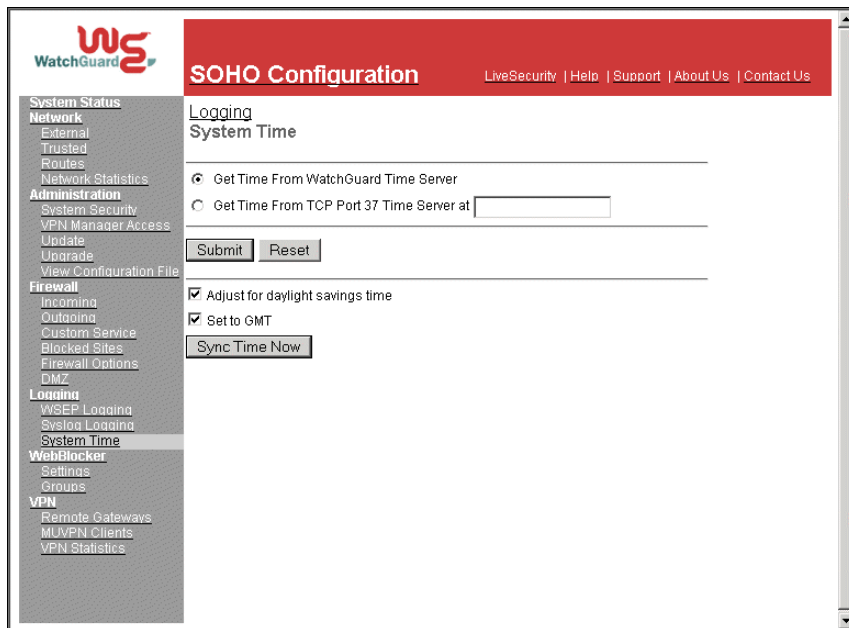 WatchGuard
SOHO Configuration
LiveSecurity | Help | Support | About Us | Contact Us
System Status
Network
External
Trusted
Routes
Network Statistics
Administration
System Security
VPN Manager Access
Update
Upgrade
View Configuration File
Firewall
Incoming
Outgoing
Custom Service
Blocked Sites
Firewall Options
DMZ
Logging
WSEP Logging
Syslog Logging
System Time
WebBlocker
Settings
Groups
VPN
Remote Gateways
MUVPN Clients
VPN Statistics
Logging
System Time
Get Time From WatchGuard Time Server
Get Time From TCP Port 37 Time Server at
Submit Reset
Adjust for daylight savings time
Set to GMT
Sync Time Now